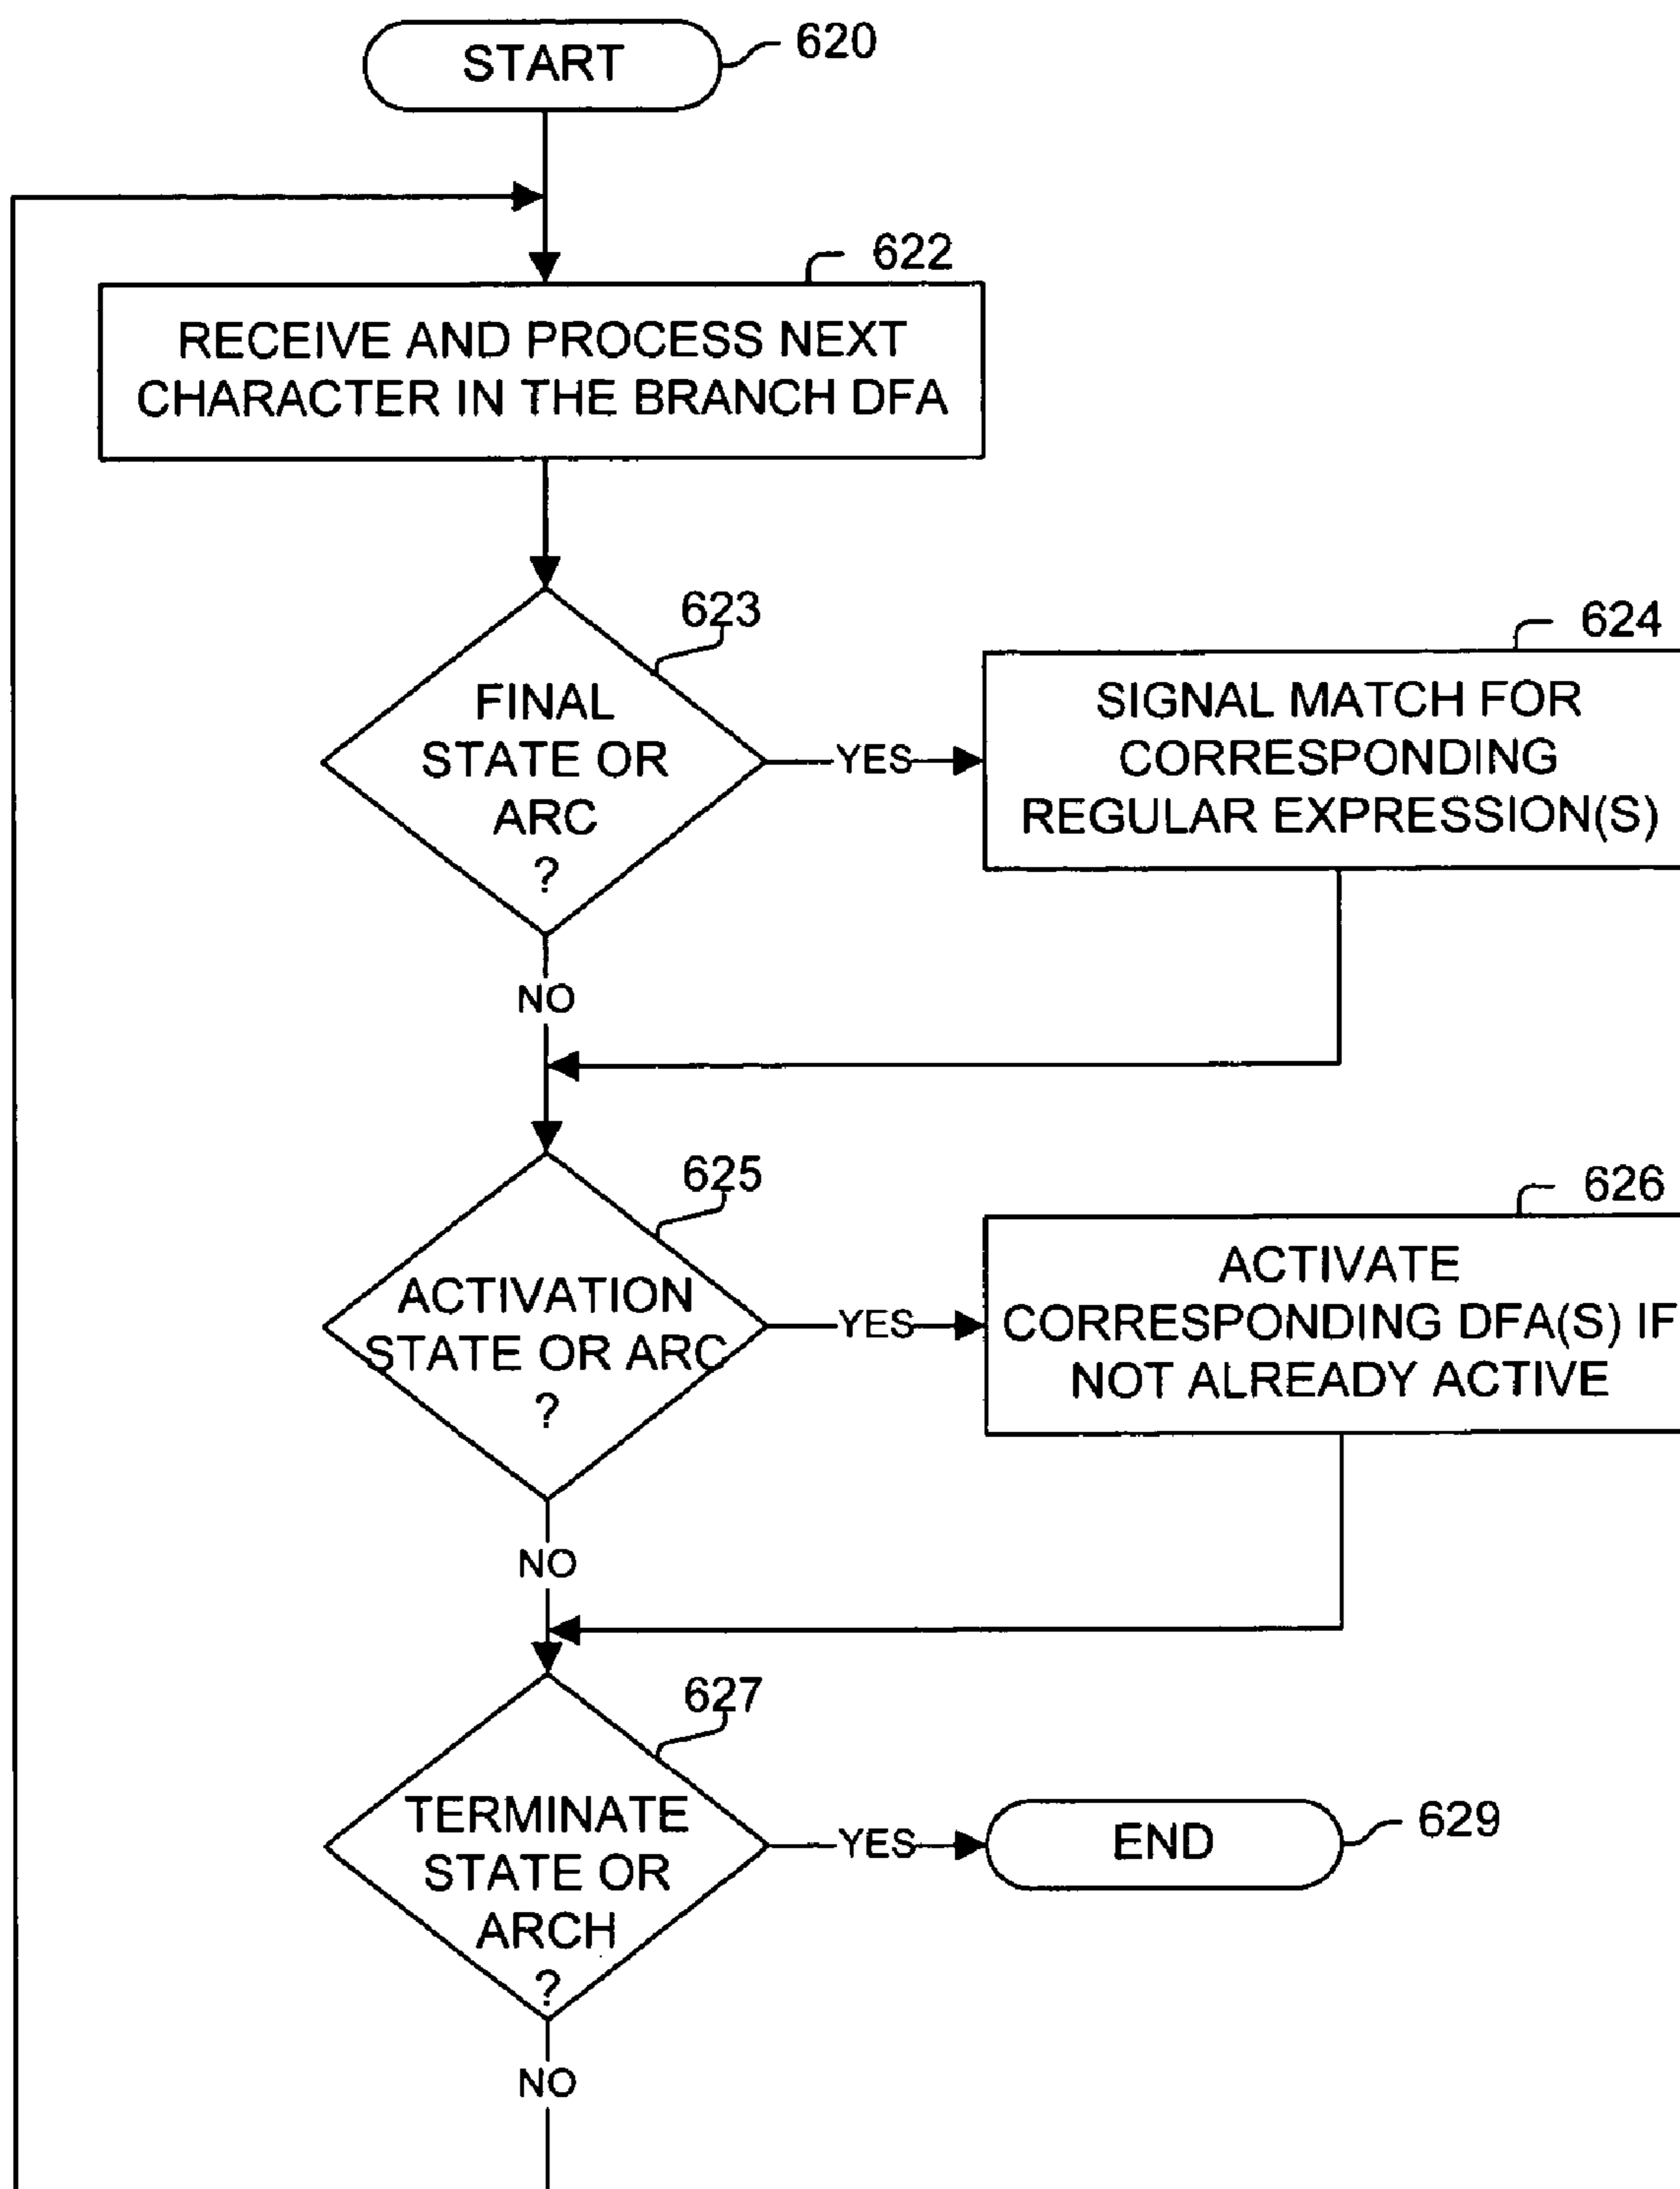 START
620
622
RECEIVE AND PROCESS NEXT
CHARACTER IN THE BRANCH DFA
623
FINAL
STATE OR
ARC
?
YES
624
SIGNAL MATCH FOR
CORRESPONDING
REGULAR EXPRESSION(S)
NO
625
ACTIVATION
STATE OR ARC
?
YES
626
ACTIVATE
CORRESPONDING DFA(S) IF
NOT ALREADY ACTIVE
NO
627
TERMINATE
STATE OR
ARCH
?
YES
END
629
NO